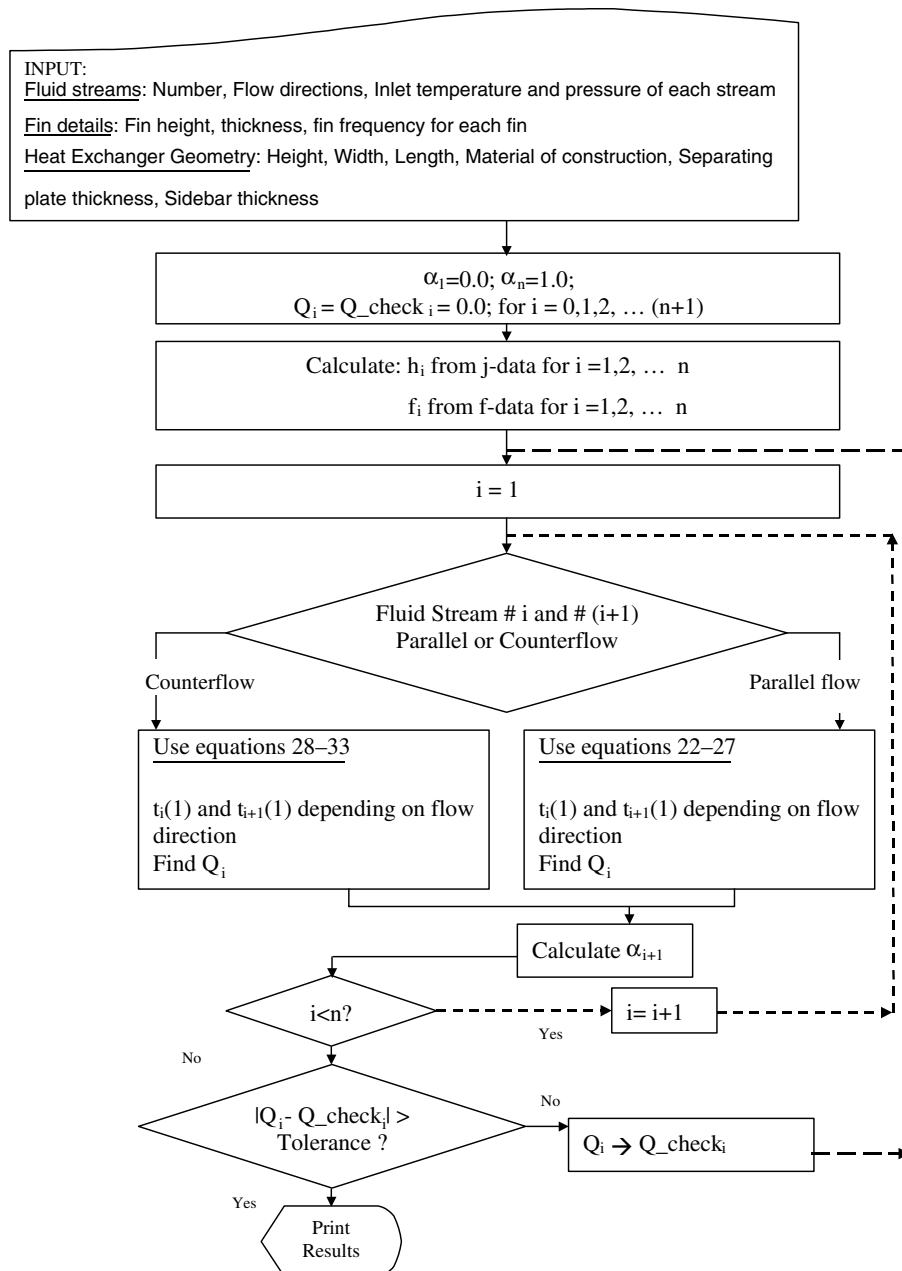 INPUT:
Fluid streams: Number, Flow directions, Inlet temperature and pressure of each stream
Fin details: Fin height, thickness, fin frequency for each fin
Heat Exchanger Geometry: Height, Width, Length, Material of construction, Separating
plate thickness, Sidebar thickness
α₁=0.0; αₙ=1.0;
Qᵢ = Q_check ᵢ = 0.0; for i = 0,1,2, … (n+1)
Calculate: hᵢ from j-data for i =1,2, … n
fᵢ from f-data for i =1,2, … n
i = 1
Fluid Stream # i and # (i+1)
Parallel or Counterflow
Counterflow
Parallel flow
Use equations 28–33
tᵢ(1) and tᵢ₊₁(1) depending on flow
direction
Find Qᵢ
Use equations 22–27
tᵢ(1) and tᵢ₊₁(1) depending on flow
direction
Find Qᵢ
Calculate αᵢ₊₁
i<n?
Yes
i= i+1
No
|Qᵢ- Q_checkᵢ| >
Tolerance ?
No
Qᵢ → Q_checkᵢ
Yes
Print
Results